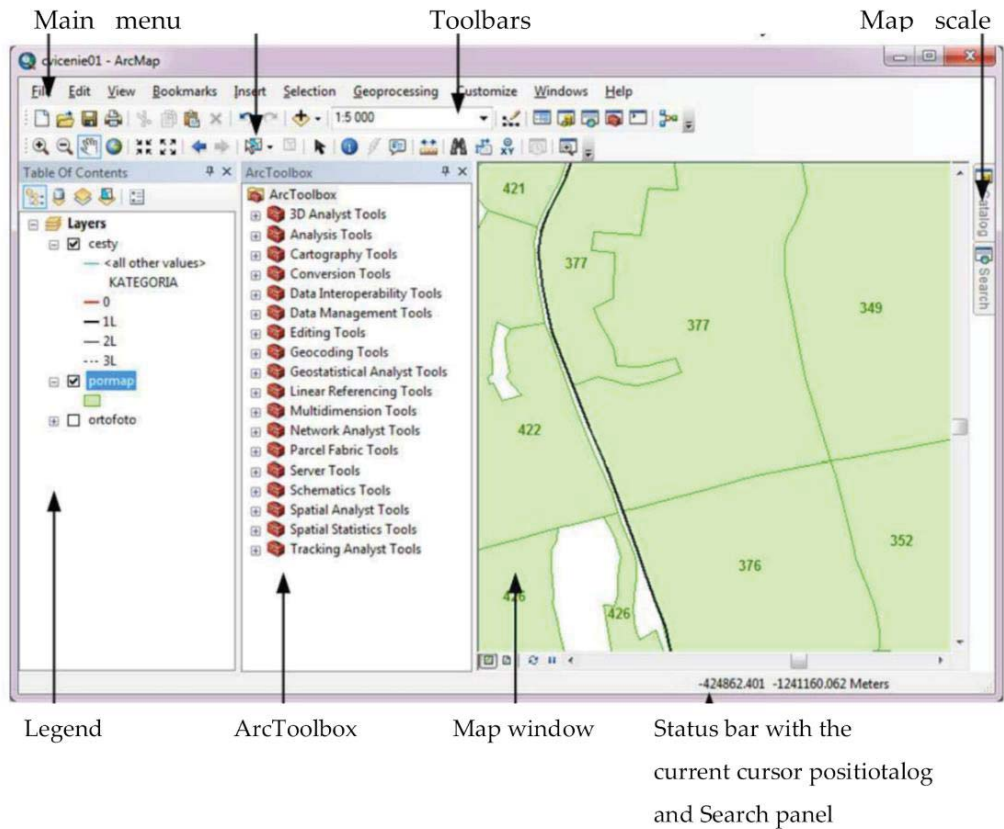 Main menu
Toolbars
Map scale
cvicenie01 - ArcMap
File Edit View Bookmarks Insert Selection Geoprocessing Customize Windows Help
1:5 000
Table Of Contents
Layers
cesty
<all other values>
KATEGORIA
0
1L
2L
3L
pormap
ortofoto
ArcToolbox
ArcToolbox
3D Analyst Tools
Analysis Tools
Cartography Tools
Conversion Tools
Data Interoperability Tools
Data Management Tools
Editing Tools
Geocoding Tools
Geostatistical Analyst Tools
Linear Referencing Tools
Multidimension Tools
Network Analyst Tools
Parcel Fabric Tools
Server Tools
Schematics Tools
Spatial Analyst Tools
Spatial Statistics Tools
Tracking Analyst Tools
421
377
377
349
422
376
352
426
426
Catalog
Search
-424862.401 -1241160.062 Meters
Legend
ArcToolbox
Map window
Status bar with the
current cursor positiotalog
and Search panel